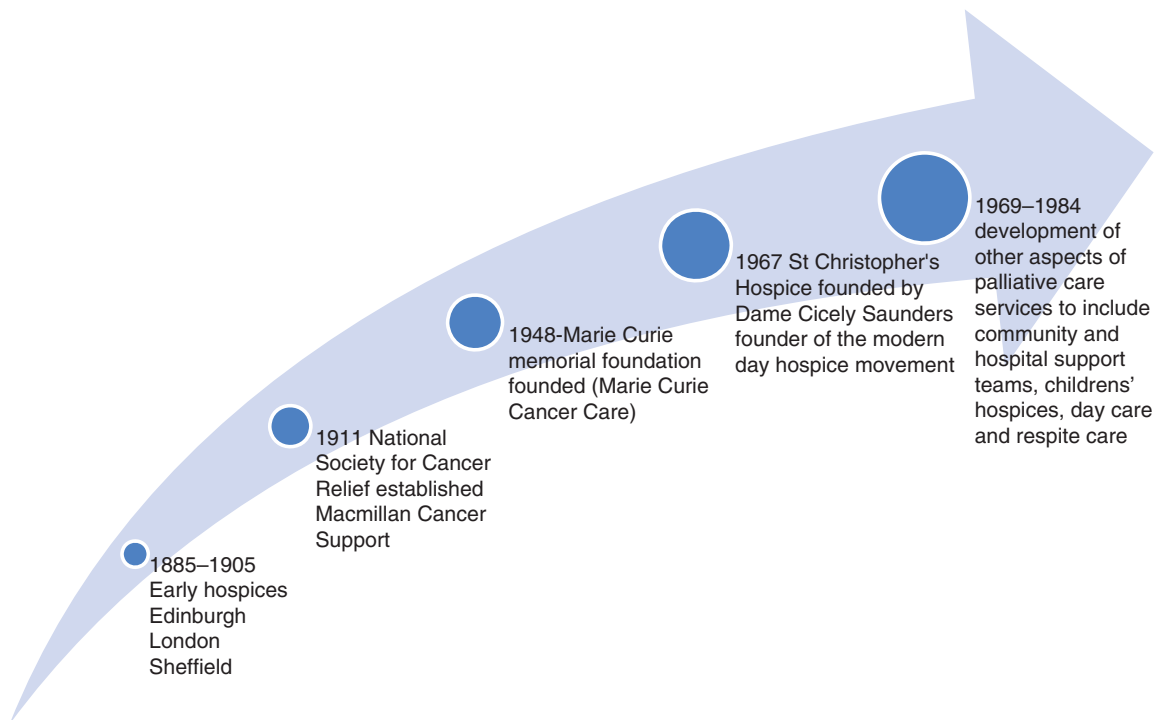 1885–1905
Early hospices
Edinburgh
London
Sheffield
1911 National
Society for Cancer
Relief established
Macmillan Cancer
Support
1948-Marie Curie
memorial foundation
founded (Marie Curie
Cancer Care)
1967 St Christopher's
Hospice founded by
Dame Cicely Saunders
founder of the modern
day hospice movement
1969–1984
development of
other aspects of
palliative care
services to include
community and
hospital support
teams, childrens’
hospices, day care
and respite care